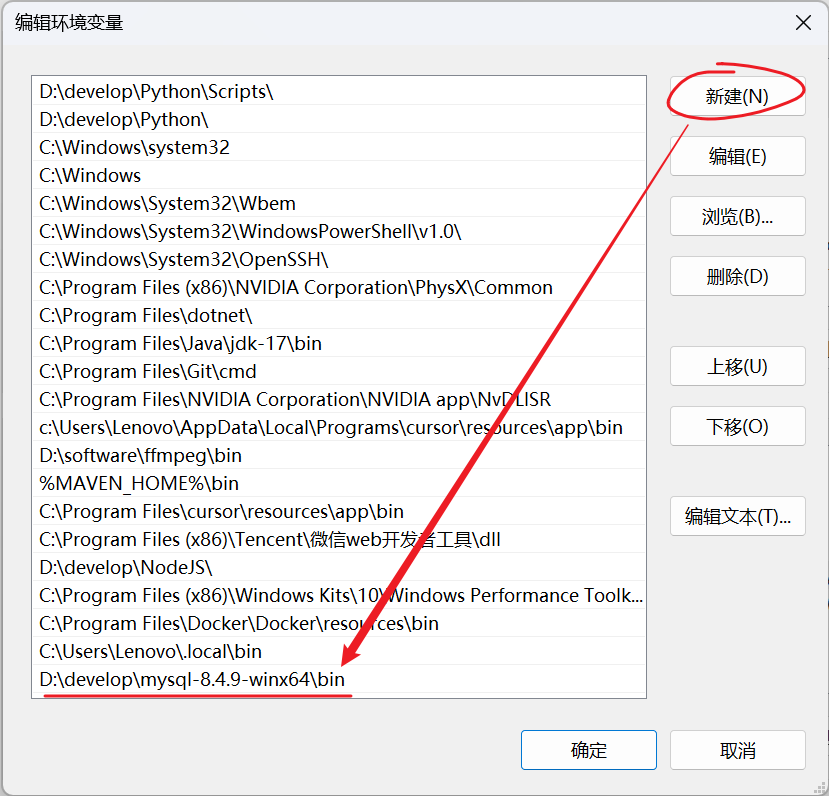 编辑环境变量
D:\develop\Python\Scripts\
D:\develop\Python\
C:\Windows\system32
C:\Windows
C:\Windows\System32\Wbem
C:\Windows\System32\WindowsPowerShell\v1.0\
C:\Windows\System32\OpenSSH\
C:\Program Files (x86)\NVIDIA Corporation\PhysX\Common
C:\Program Files\dotnet\
C:\Program Files\Java\jdk-17\bin
C:\Program Files\Git\cmd
C:\Program Files\NVIDIA Corporation\NVIDIA app\NvDLISR
c:\Users\Lenovo\AppData\Local\Programs\cursor\resources\app\bin
D:\software\ffmpeg\bin
%MAVEN_HOME%\bin
C:\Program Files\cursor\resources\app\bin
C:\Program Files (x86)\Tencent\微信web开发者工具\dll
D:\develop\NodeJS\
C:\Program Files (x86)\Windows Kits\10\Windows Performance Toolk...
C:\Program Files\Docker\Docker\resources\bin
C:\Users\Lenovo\.local\bin
D:\develop\mysql-8.4.9-winx64\bin
新建(N)
编辑(E)
浏览(B)...
删除(D)
上移(U)
下移(O)
编辑文本(T)...
确定
取消